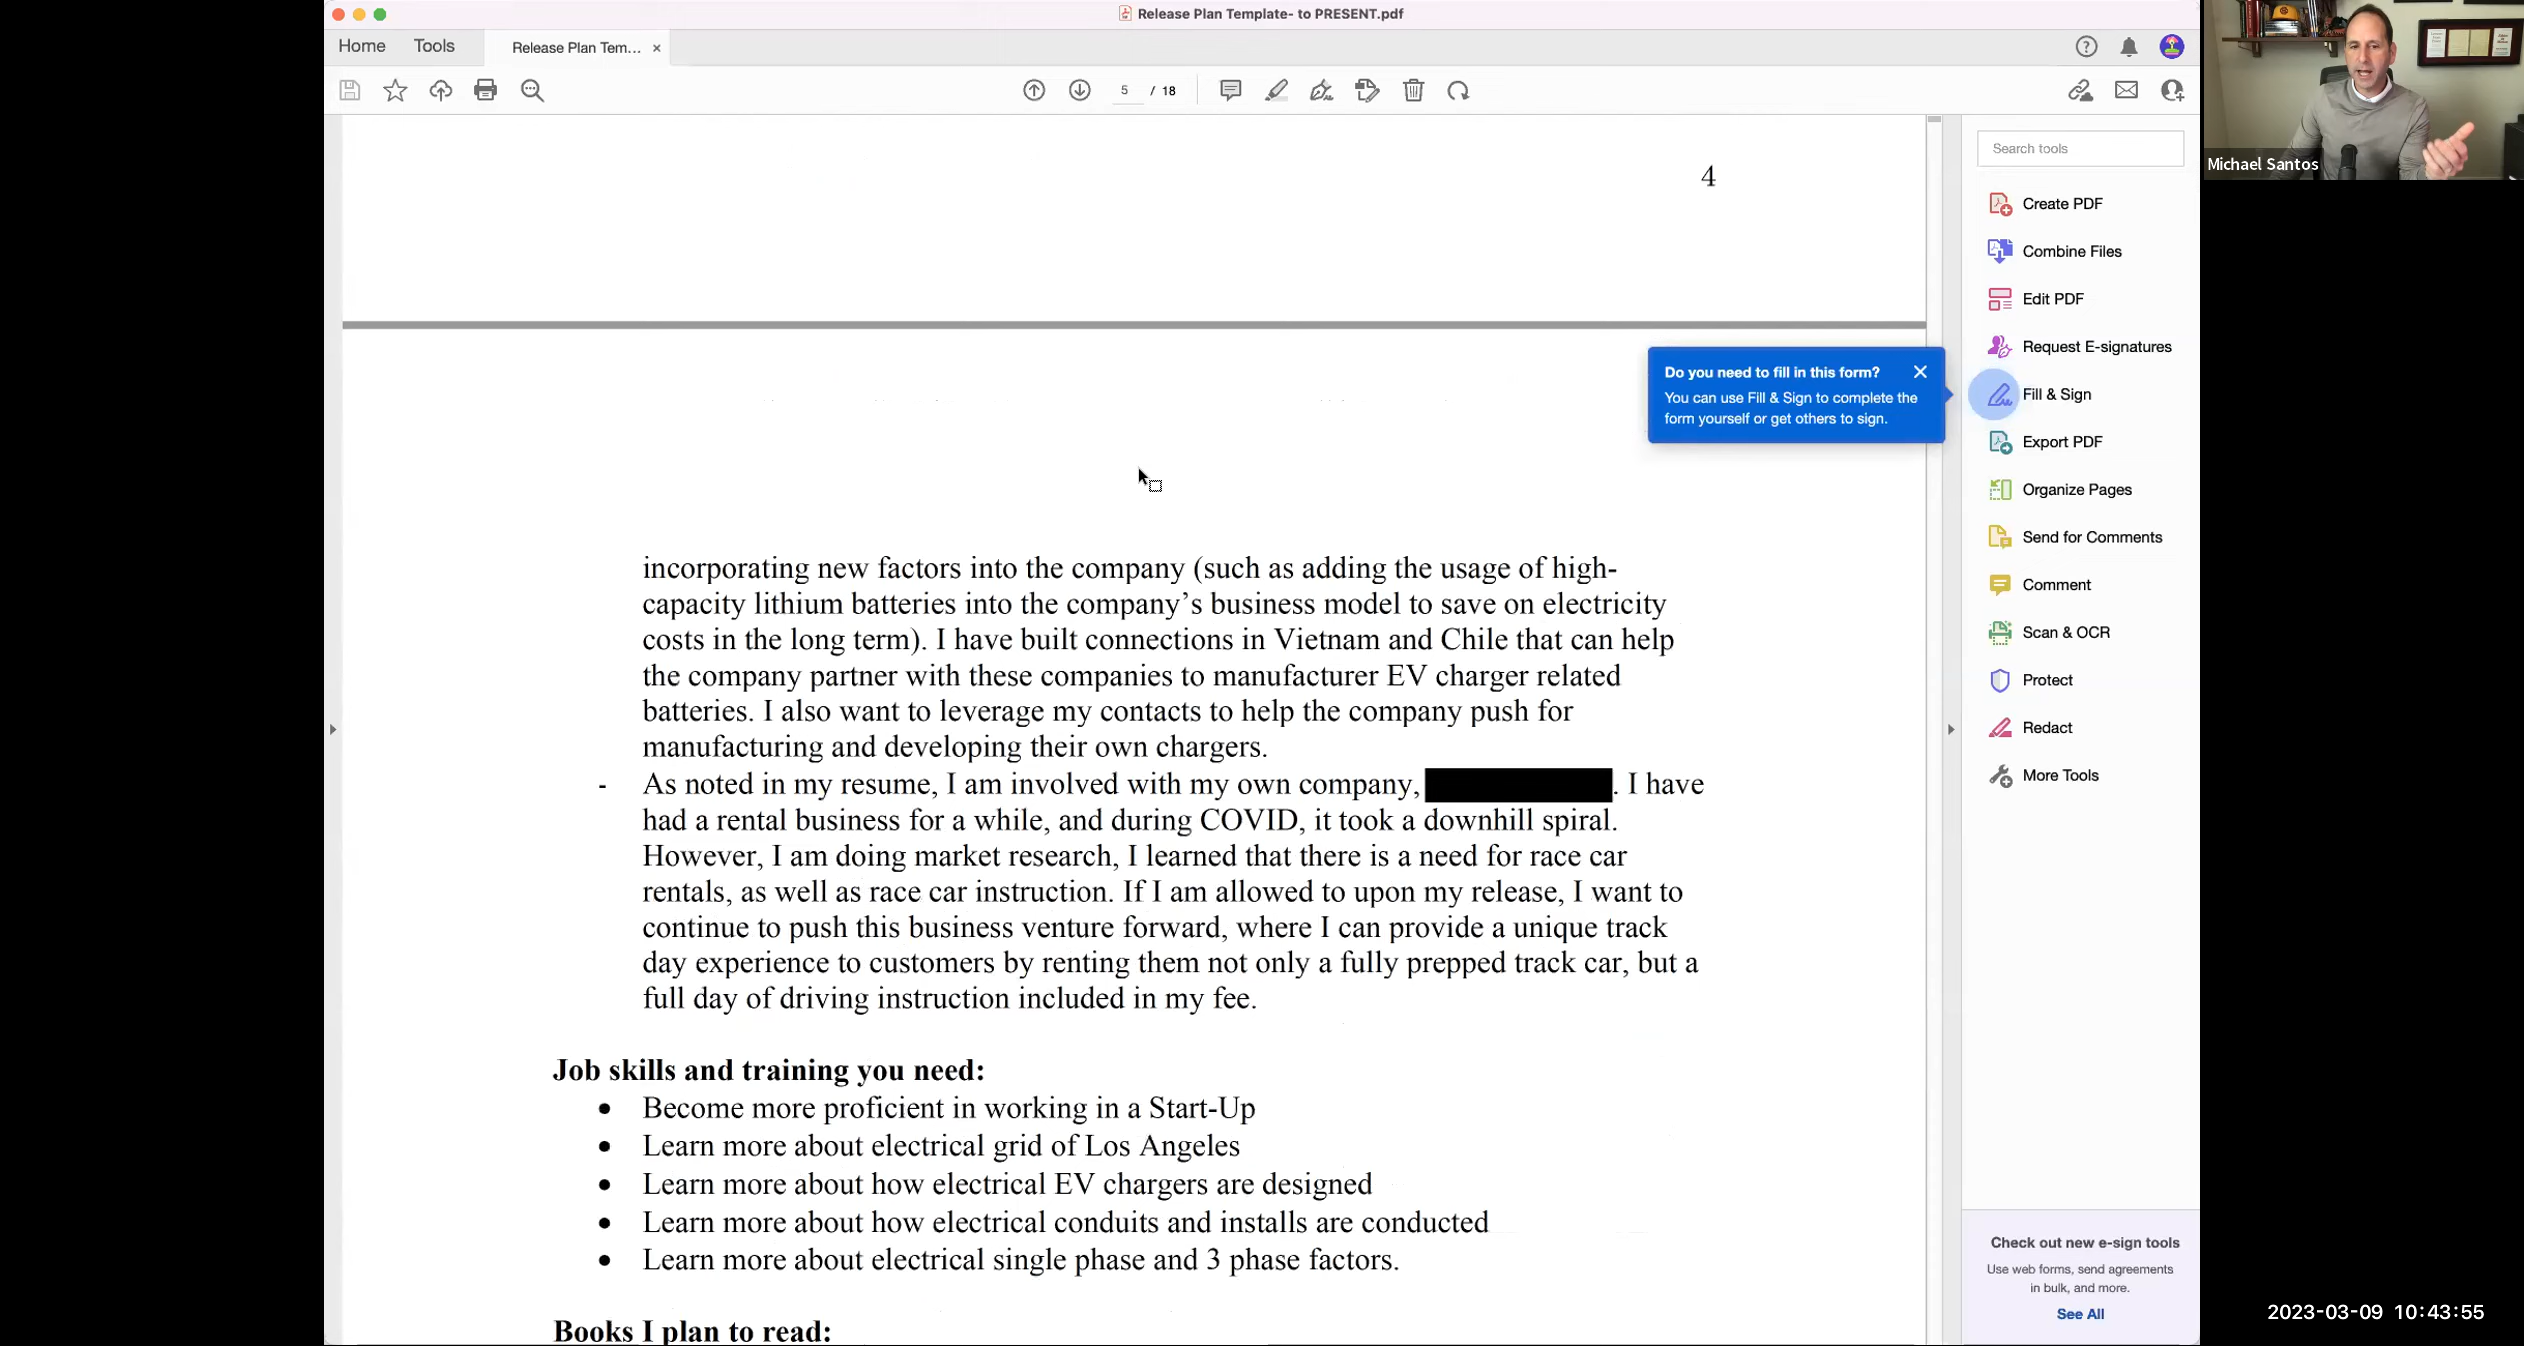 Release Plan Template- to PRESENT.pdf
Home Tools Release Plan Tem... ×
5 / 18
Michael Santos
Search tools
4
Create PDF
Combine Files
Edit PDF
Request E-signatures
Do you need to fill in this form?
You can use Fill & Sign to complete the
form yourself or get others to sign.
Fill & Sign
Export PDF
Organize Pages
Send for Comments
Comment
Scan & OCR
Protect
Redact
More Tools
incorporating new factors into the company (such as adding the usage of high-
capacity lithium batteries into the company’s business model to save on electricity
costs in the long term). I have built connections in Vietnam and Chile that can help
the company partner with these companies to manufacturer EV charger related
batteries. I also want to leverage my contacts to help the company push for
manufacturing and developing their own chargers.
- As noted in my resume, I am involved with my own company, . I have
had a rental business for a while, and during COVID, it took a downhill spiral.
However, I am doing market research, I learned that there is a need for race car
rentals, as well as race car instruction. If I am allowed to upon my release, I want to
continue to push this business venture forward, where I can provide a unique track
day experience to customers by renting them not only a fully prepped track car, but a
full day of driving instruction included in my fee.
Job skills and training you need:
• Become more proficient in working in a Start-Up
• Learn more about electrical grid of Los Angeles
• Learn more about how electrical EV chargers are designed
• Learn more about how electrical conduits and installs are conducted
• Learn more about electrical single phase and 3 phase factors.
Books I plan to read:
Check out new e-sign tools
Use web forms, send agreements
in bulk, and more.
See All
2023-03-09 10:43:55